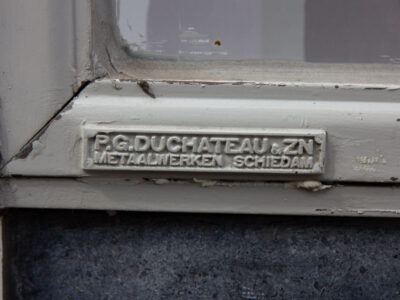 P.G. DUCHATEAU & ZN
METAALWERKEN SCHIEDAM